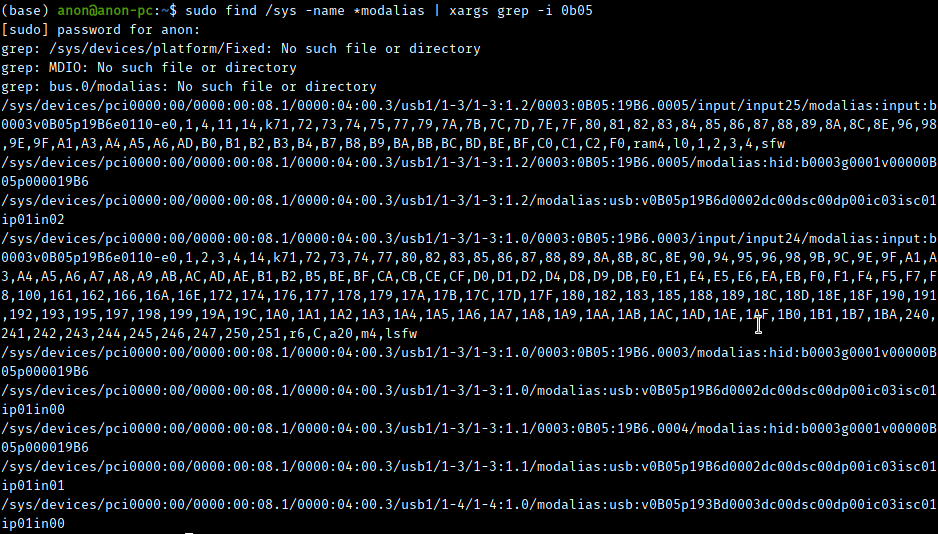 (base) anon@anon-pc:~$ sudo find /sys -name *modalias | xargs grep -i 0b05
[sudo] password for anon:
grep: /sys/devices/platform/Fixed: No such file or directory
grep: MDIO: No such file or directory
grep: bus.0/modalias: No such file or directory
/sys/devices/pci0000:00/0000:00:08.1/0000:04:00.3/usb1/1-3/1-3:1.2/0003:0B05:19B6.0005/input/input25/modalias:input:b
0003v0B05p19B6e0110-e0,1,4,11,14,k71,72,73,74,75,77,79,7A,7B,7C,7D,7E,7F,80,81,82,83,84,85,86,87,88,89,8A,8C,8E,96,98
,9E,9F,A1,A3,A4,A5,A6,AD,B0,B1,B2,B3,B4,B7,B8,B9,BA,BB,BC,BD,BE,BF,C0,C1,C2,F0,ram4,l0,1,2,3,4,sfw
/sys/devices/pci0000:00/0000:00:08.1/0000:04:00.3/usb1/1-3/1-3:1.2/0003:0B05:19B6.0005/modalias:hid:b0003g0001v00000B
05p000019B6
/sys/devices/pci0000:00/0000:00:08.1/0000:04:00.3/usb1/1-3/1-3:1.2/modalias:usb:v0B05p19B6d0002dc00dsc00dp00ic03isc01
ip01in02
/sys/devices/pci0000:00/0000:00:08.1/0000:04:00.3/usb1/1-3/1-3:1.0/0003:0B05:19B6.0003/input/input24/modalias:input:b
0003v0B05p19B6e0110-e0,1,2,3,4,14,k71,72,73,74,77,80,82,83,85,86,87,88,89,8A,8B,8C,8E,90,94,95,96,98,9B,9C,9E,9F,A1,A
3,A4,A5,A6,A7,A8,A9,AB,AC,AD,AE,B1,B2,B5,BE,BF,CA,CB,CE,CF,D0,D1,D2,D4,D8,D9,DB,E0,E1,E4,E5,E6,EA,EB,F0,F1,F4,F5,F7,F
8,100,161,162,166,16A,16E,172,174,176,177,178,179,17A,17B,17C,17D,17F,180,182,183,185,188,189,18C,18D,18E,18F,190,191
,192,193,195,197,198,199,19A,19C,1A0,1A1,1A2,1A3,1A4,1A5,1A6,1A7,1A8,1A9,1AA,1AB,1AC,1AD,1AE,1AF,1B0,1B1,1B7,1BA,240,
241,242,243,244,245,246,247,250,251,r6,C,a20,m4,lsfw
/sys/devices/pci0000:00/0000:00:08.1/0000:04:00.3/usb1/1-3/1-3:1.0/0003:0B05:19B6.0003/modalias:hid:b0003g0001v00000B
05p000019B6
/sys/devices/pci0000:00/0000:00:08.1/0000:04:00.3/usb1/1-3/1-3:1.0/modalias:usb:v0B05p19B6d0002dc00dsc00dp00ic03isc01
ip01in00
/sys/devices/pci0000:00/0000:00:08.1/0000:04:00.3/usb1/1-3/1-3:1.1/0003:0B05:19B6.0004/modalias:hid:b0003g0001v00000B
05p000019B6
/sys/devices/pci0000:00/0000:00:08.1/0000:04:00.3/usb1/1-3/1-3:1.1/modalias:usb:v0B05p19B6d0002dc00dsc00dp00ic03isc01
ip01in01
/sys/devices/pci0000:00/0000:00:08.1/0000:04:00.3/usb1/1-4/1-4:1.0/modalias:usb:v0B05p193Bd0003dc00dsc00dp00ic03isc01
ip01in00